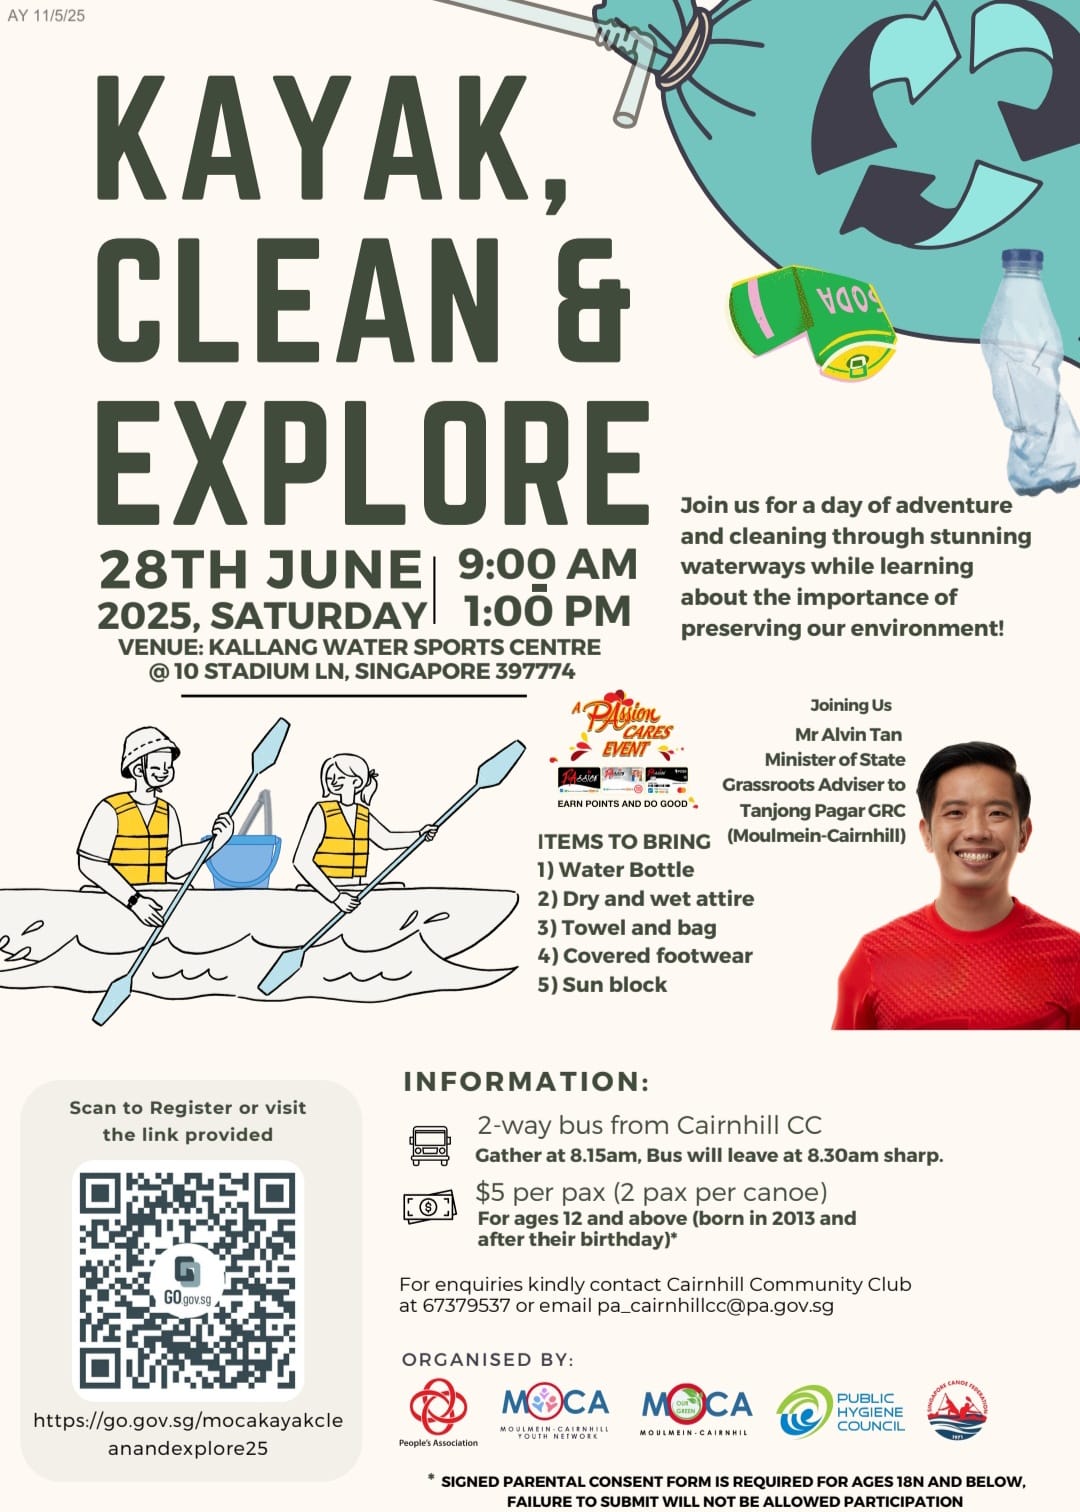 AY 11/5/25
KAYAK,
CLEAN &
EXPLORE
28TH JUNE
2025, SATURDAY
9:00 AM
-
1:00 PM
VENUE: KALLANG WATER SPORTS CENTRE
@ 10 STADIUM LN, SINGAPORE 397774
SODA
Join us for a day of adventure
and cleaning through stunning
waterways while learning
about the importance of
preserving our environment!
A
PAssion
CARES
EVENT
EARN POINTS AND DO GOOD
Joining Us
Mr Alvin Tan
Minister of State
Grassroots Adviser to
Tanjong Pagar GRC
(Moulmein-Cairnhill)
ITEMS TO BRING
1) Water Bottle
2) Dry and wet attire
3) Towel and bag
4) Covered footwear
5) Sun block
Scan to Register or visit
the link provided
GO.gov.sg
https://go.gov.sg/mocakayakcle
anandexplore25
INFORMATION:
2-way bus from Cairnhill CC
Gather at 8.15am, Bus will leave at 8.30am sharp.
$5 per pax (2 pax per canoe)
For ages 12 and above (born in 2013 and
after their birthday)*
For enquiries kindly contact Cairnhill Community Club
at 67379537 or email pa_cairnhillcc@pa.gov.sg
ORGANISED BY:
People's Association
MOCA
MOULMEIN-CAIRNHILL
YOUTH NETWORK
MOCA
OUR
GREEN
MOULMEIN-CAIRNHIL
PUBLIC
HYGIENE
COUNCIL
SINGAPORE CANOE FEDERATION
1971
* SIGNED PARENTAL CONSENT FORM IS REQUIRED FOR AGES 18N AND BELOW,
FAILURE TO SUBMIT WILL NOT BE ALLOWED PARTICIPATION